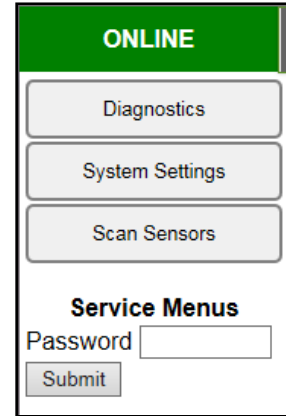 ONLINE
Diagnostics
System Settings
Scan Sensors
Service Menus
Password
Submit